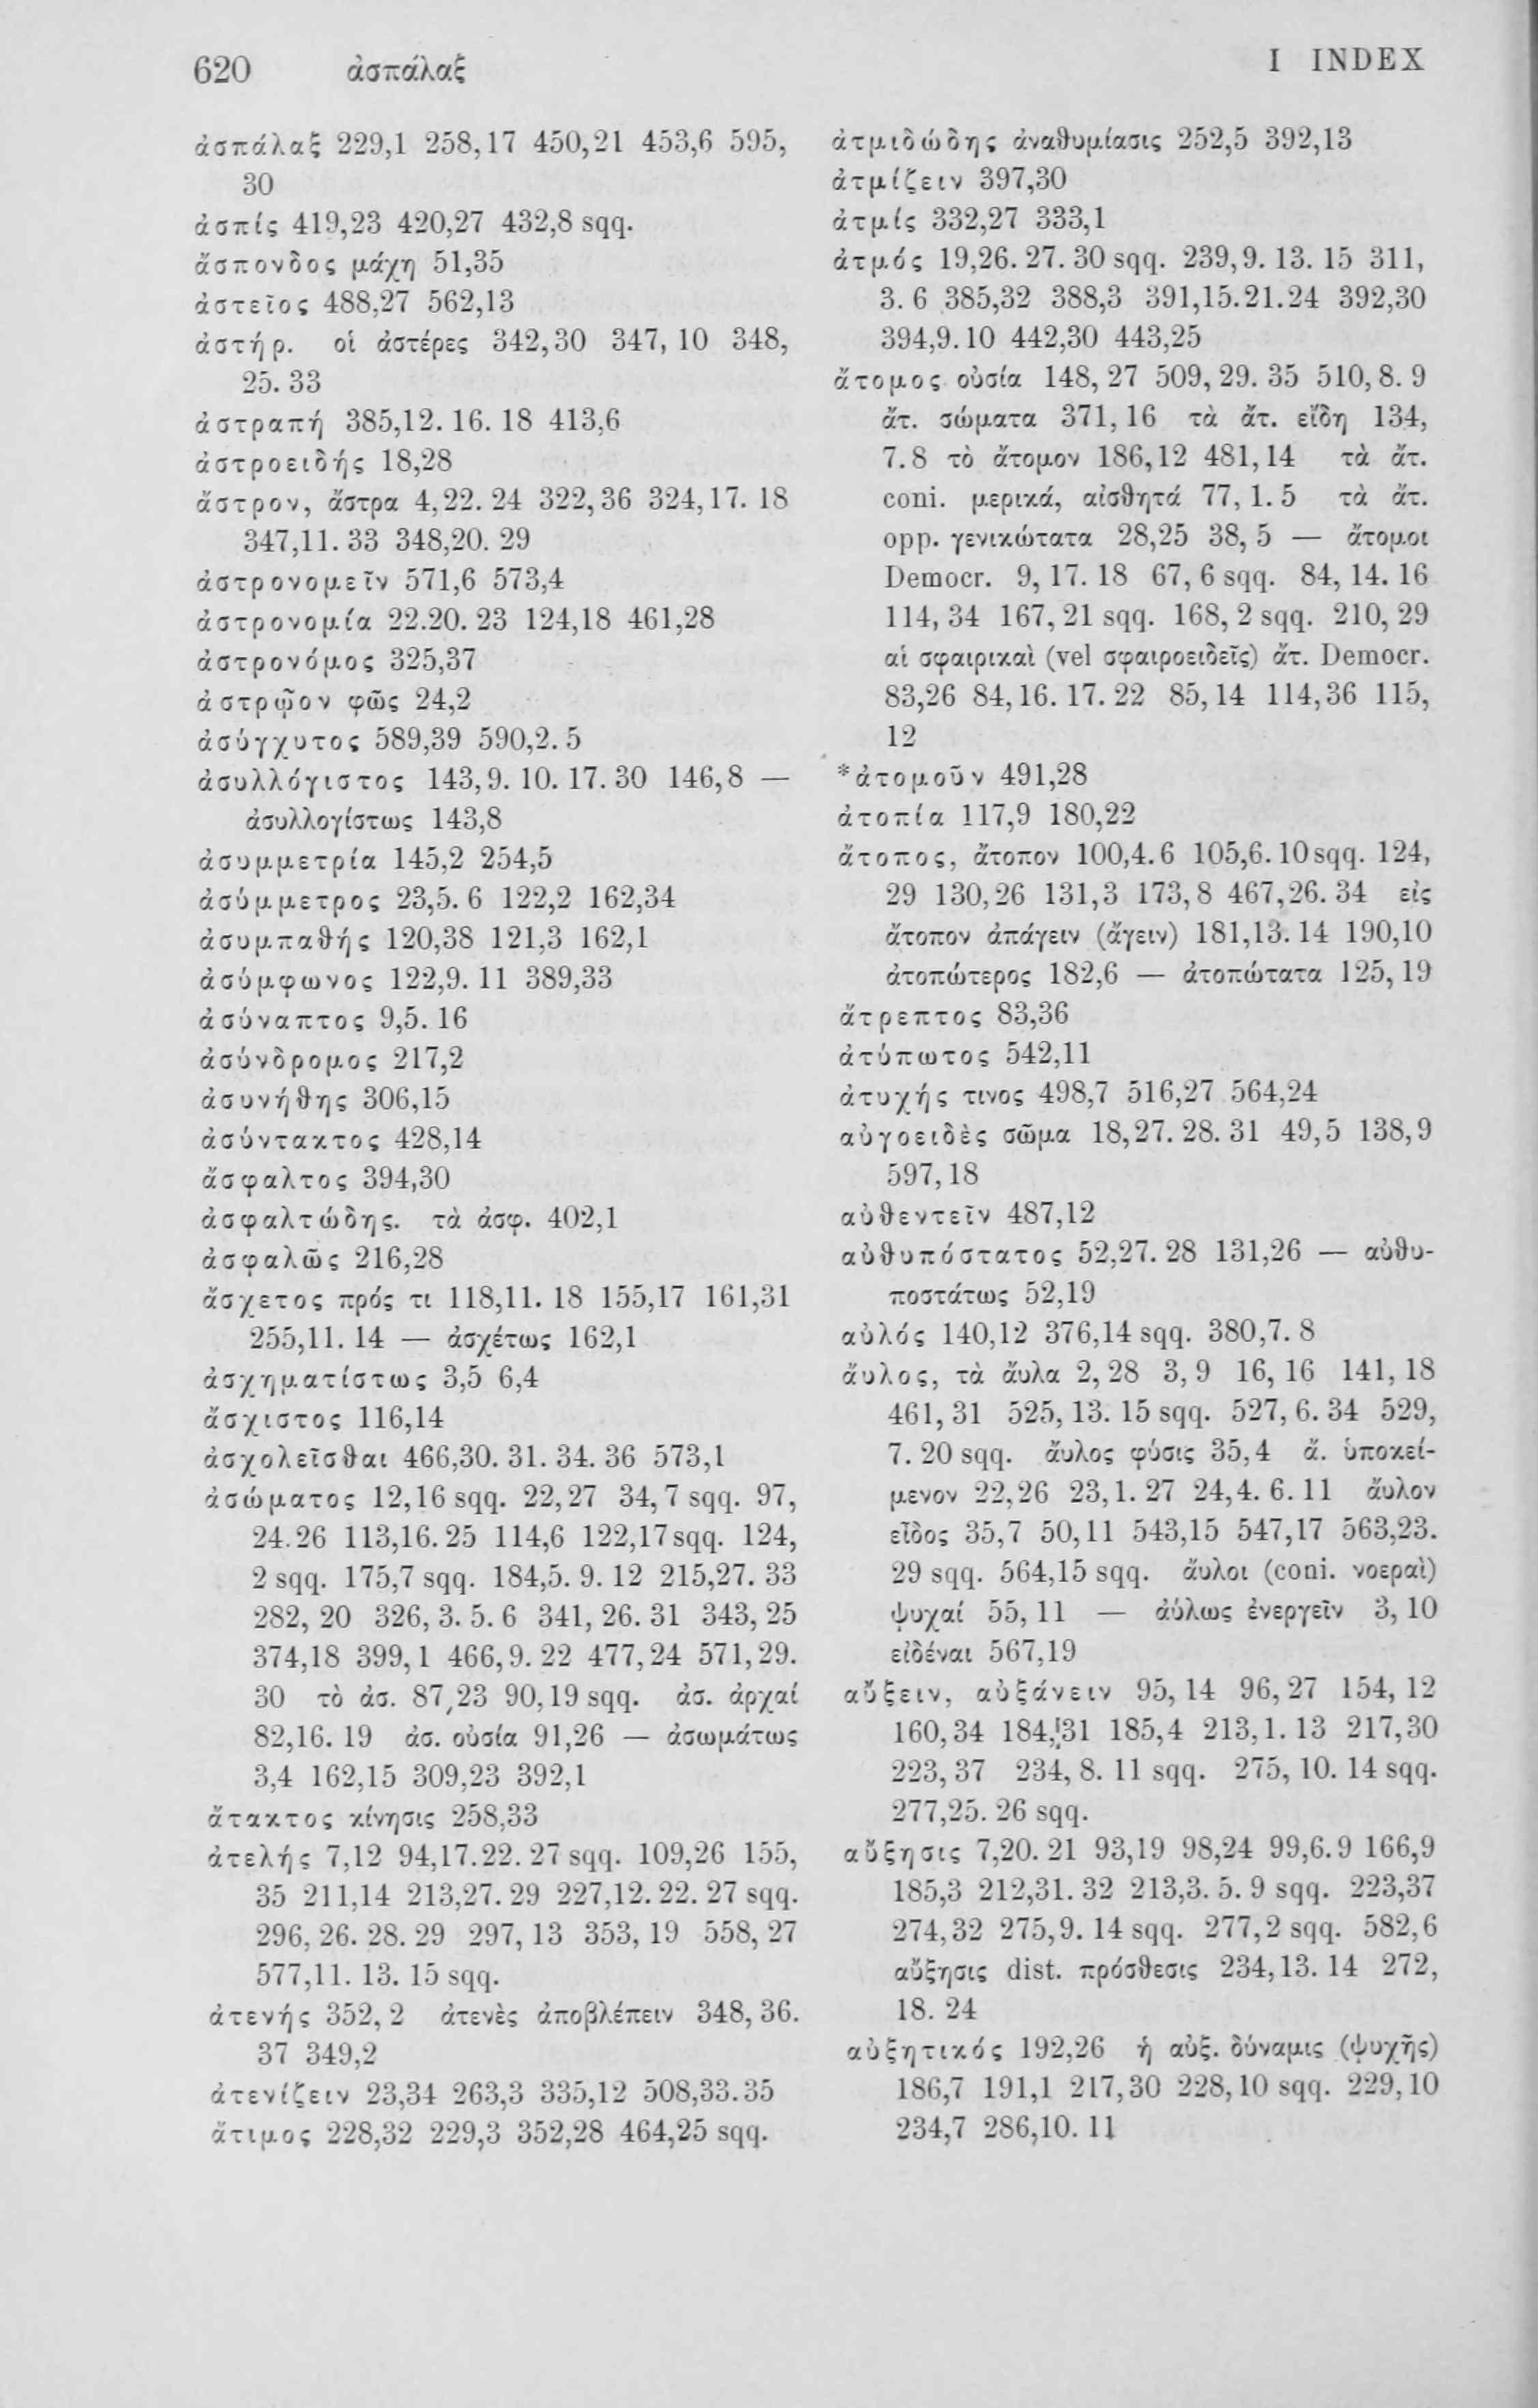 620 ἀσπάλαξ
I INDEX
ἀσπάλαξ 229,1 258,17 450,21 453,6 595,
30
ἀσπίς 419,23 420,27 432,8 sqq.
ἄσπονδος μάχη 51,35
ἀστεῖος 488,27 562,13
ἀστήρ. οἱ ἀστέρες 342,30 347,10 348,
25. 33
ἀστραπή 385,12. 16. 18 413,6
ἀστροειδής 18,28
ἄστρον, ἄστρα 4,22. 24 322,36 324,17. 18
347,11. 33 348,20. 29
ἀστρονομεῖν 571,6 573,4
ἀστρονομία 22.20. 23 124,18 461,28
ἀστρονόμος 325,37
ἀστρῷον φῶς 24,2
ἀσύγχυτος 589,39 590,2. 5
ἀσυλλόγιστος 143,9. 10. 17. 30 146,8 —
ἀσυλλογίστως 143,8
ἀσυμμετρία 145,2 254,5
ἀσύμμετρος 23,5. 6 122,2 162,34
ἀσυμπαθής 120,38 121,3 162,1
ἀσύμφωνος 122,9. 11 389,33
ἀσύναπτος 9,5. 16
ἀσύνδρομος 217,2
ἀσυνήθης 306,15
ἀσύντακτος 428,14
ἄσφαλτος 394,30
ἀσφαλτώδης. τὰ ἀσφ. 402,1
ἀσφαλῶς 216,28
ἄσχετος πρός τι 118,11. 18 155,17 161,31
255,11. 14 — ἀσχέτως 162,1
ἀσχηματίστως 3,5 6,4
ἄσχιστος 116,14
ἀσχολεῖσθαι 466,30. 31. 34. 36 573,1
ἀσώματος 12,16 sqq. 22,27 34,7 sqq. 97,
24.26 113,16. 25 114,6 122,17 sqq. 124,
2 sqq. 175,7 sqq. 184,5. 9. 12 215,27. 33
282,20 326,3. 5. 6 341,26. 31 343,25
374,18 399,1 466,9. 22 477,24 571,29.
30 τὸ ἀσ. 87,23 90,19 sqq. ἀσ. ἀρχαί
82,16. 19 ἀσ. οὐσία 91,26 — ἀσωμάτως
3,4 162,15 309,23 392,1
ἄτακτος κίνησις 258,33
ἀτελής 7,12 94,17. 22. 27 sqq. 109,26 155,
35 211,14 213,27. 29 227,12. 22. 27 sqq.
296,26. 28. 29 297,13 353,19 558,27
577,11. 13. 15 sqq.
ἀτενής 352,2 ἀτενὲς ἀποβλέπειν 348,36.
37 349,2
ἀτενίζειν 23,34 263,3 335,12 508,33. 35
ἄτιμος 228,32 229,3 352,28 464,25 sqq.
ἀτμιδώδης ἀναθυμίασις 252,5 392,13
ἀτμίζειν 397,30
ἀτμίς 332,27 333,1
ἀτμός 19,26. 27. 30 sqq. 239,9. 13. 15 311,
3. 6 385,32 388,3 391,15. 21. 24 392,30
394,9. 10 442,30 443,25
ἄτομος οὐσία 148,27 509,29. 35 510,8. 9
ἄτ. σώματα 371,16 τὰ ἄτ. εἴδη 134,
7. 8 τὸ ἄτομον 186,12 481,14 τὰ ἄτ.
coni. μερικά, αἰσθητά 77,1. 5 τὰ ἄτ.
opp. γενικώτατα 28,25 38,5 — ἄτομοι
Democr. 9,17. 18 67,6 sqq. 84,14. 16
114,34 167,21 sqq. 168,2 sqq. 210,29
αἱ σφαιρικαὶ (vel σφαιροειδεῖς) ἄτ. Democr.
83,26 84,16. 17. 22 85,14 114,36 115,
12
*ἀτομοῦν 491,28
ἀτοπία 117,9 180,22
ἄτοπος, ἄτοπον 100,4. 6 105,6. 10 sqq. 124,
29 130,26 131,3 173,8 467,26. 34 εἰς
ἄτοπον ἀπάγειν (ἄγειν) 181,13. 14 190,10
ἀτοπώτερος 182,6 — ἀτοπώτατα 125,19
ἄτρεπτος 83,36
ἀτύπωτος 542,11
ἀτυχής τινος 498,7 516,27 564,24
αὐγοειδὲς σῶμα 18,27. 28. 31 49,5 138,9
597,18
αὐθεντεῖν 487,12
αὐθυπόστατος 52,27. 28 131,26 — αὐθυ-
ποστάτως 52,19
αὐλός 140,12 376,14 sqq. 380,7. 8
ἄυλος, τὰ ἄυλα 2,28 3,9 16,16 141,18
461,31 525,13. 15 sqq. 527,6. 34 529,
7. 20 sqq. ἄυλος φύσις 35,4 ἄ. ὑποκεί-
μενον 22,26 23,1. 27 24,4. 6. 11 ἄυλον
εἶδος 35,7 50,11 543,15 547,17 563,23.
29 sqq. 564,15 sqq. ἄυλοι (coni. νοεραὶ)
ψυχαί 55,11 — ἀύλως ἐνεργεῖν 3,10
εἰδέναι 567,19
αὔξειν, αὐξάνειν 95,14 96,27 154,12
160,34 184,31 185,4 213,1. 13 217,30
223,37 234,8. 11 sqq. 275,10. 14 sqq.
277,25. 26 sqq.
αὔξησις 7,20. 21 93,19 98,24 99,6. 9 166,9
185,3 212,31. 32 213,3. 5. 9 sqq. 223,37
274,32 275,9. 14 sqq. 277,2 sqq. 582,6
αὔξησις dist. πρόσθεσις 234,13. 14 272,
18. 24
αὐξητικός 192,26 ἡ αὐξ. δύναμις (ψυχῆς)
186,7 191,1 217,30 228,10 sqq. 229,10
234,7 286,10. 11